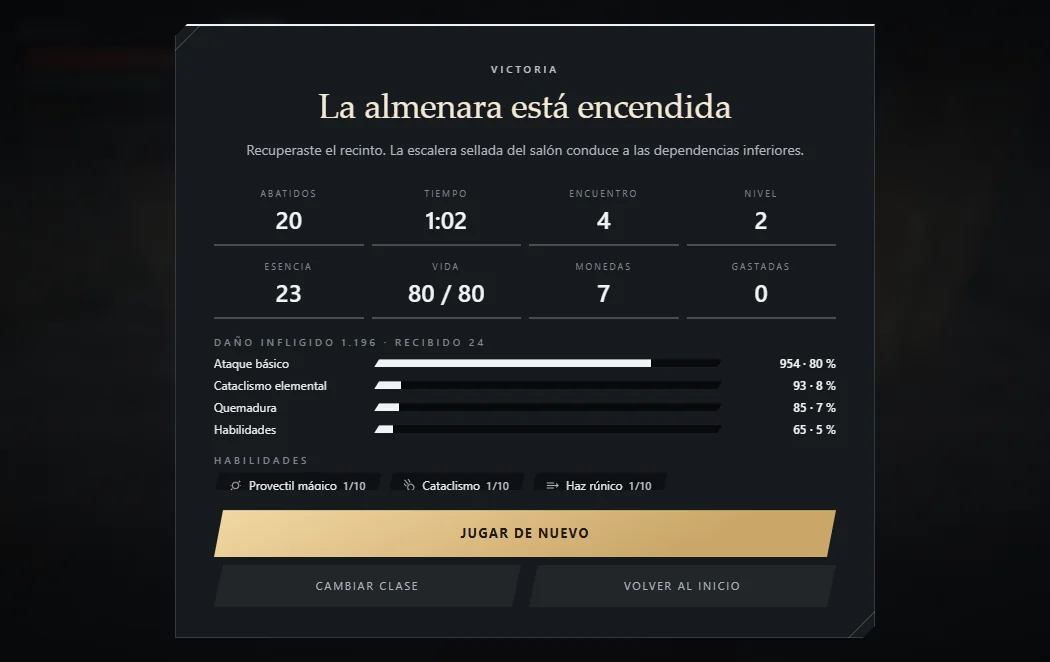 VICTORIA
La almenara está encendida
Recuperaste el recinto. La escalera sellada del salón conduce a las dependencias inferiores.
ABATIDOS TIEMPO ENCUENTRO NIVEL
20 1:02 4 2
ESENCIA VIDA MONEDAS GASTADAS
23 80 / 80 7 0
DAÑO INFLIGIDO 1.196 · RECIBIDO 24
Ataque básico 954 · 80 %
Cataclismo elemental 93 · 8 %
Quemadura 85 · 7 %
Habilidades 65 · 5 %
HABILIDADES
Proyectil mágico 1/10 Cataclismo 1/10 Haz rúnico 1/10
JUGAR DE NUEVO
CAMBIAR CLASE VOLVER AL INICIO